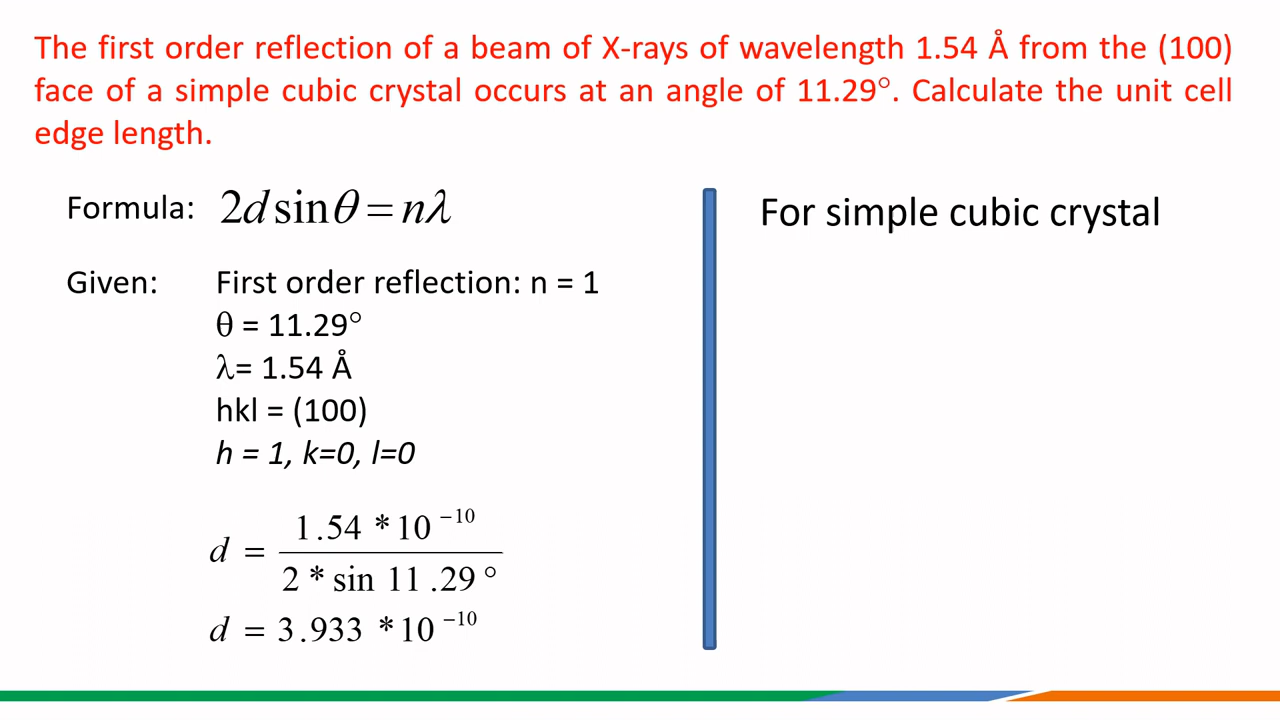 The first order reflection of a beam of X-rays of wavelength 1.54 Å from the (100)
face of a simple cubic crystal occurs at an angle of 11.29°. Calculate the unit cell
edge length.
Formula: 2d sin θ = nλ
Given: First order reflection: n = 1
θ = 11.29°
λ= 1.54 Å
hkl = (100)
h = 1, k=0, l=0
d = 1.54 *10⁻¹⁰ / 2 * sin 11 .29 °
d = 3.933 *10⁻¹⁰
For simple cubic crystal